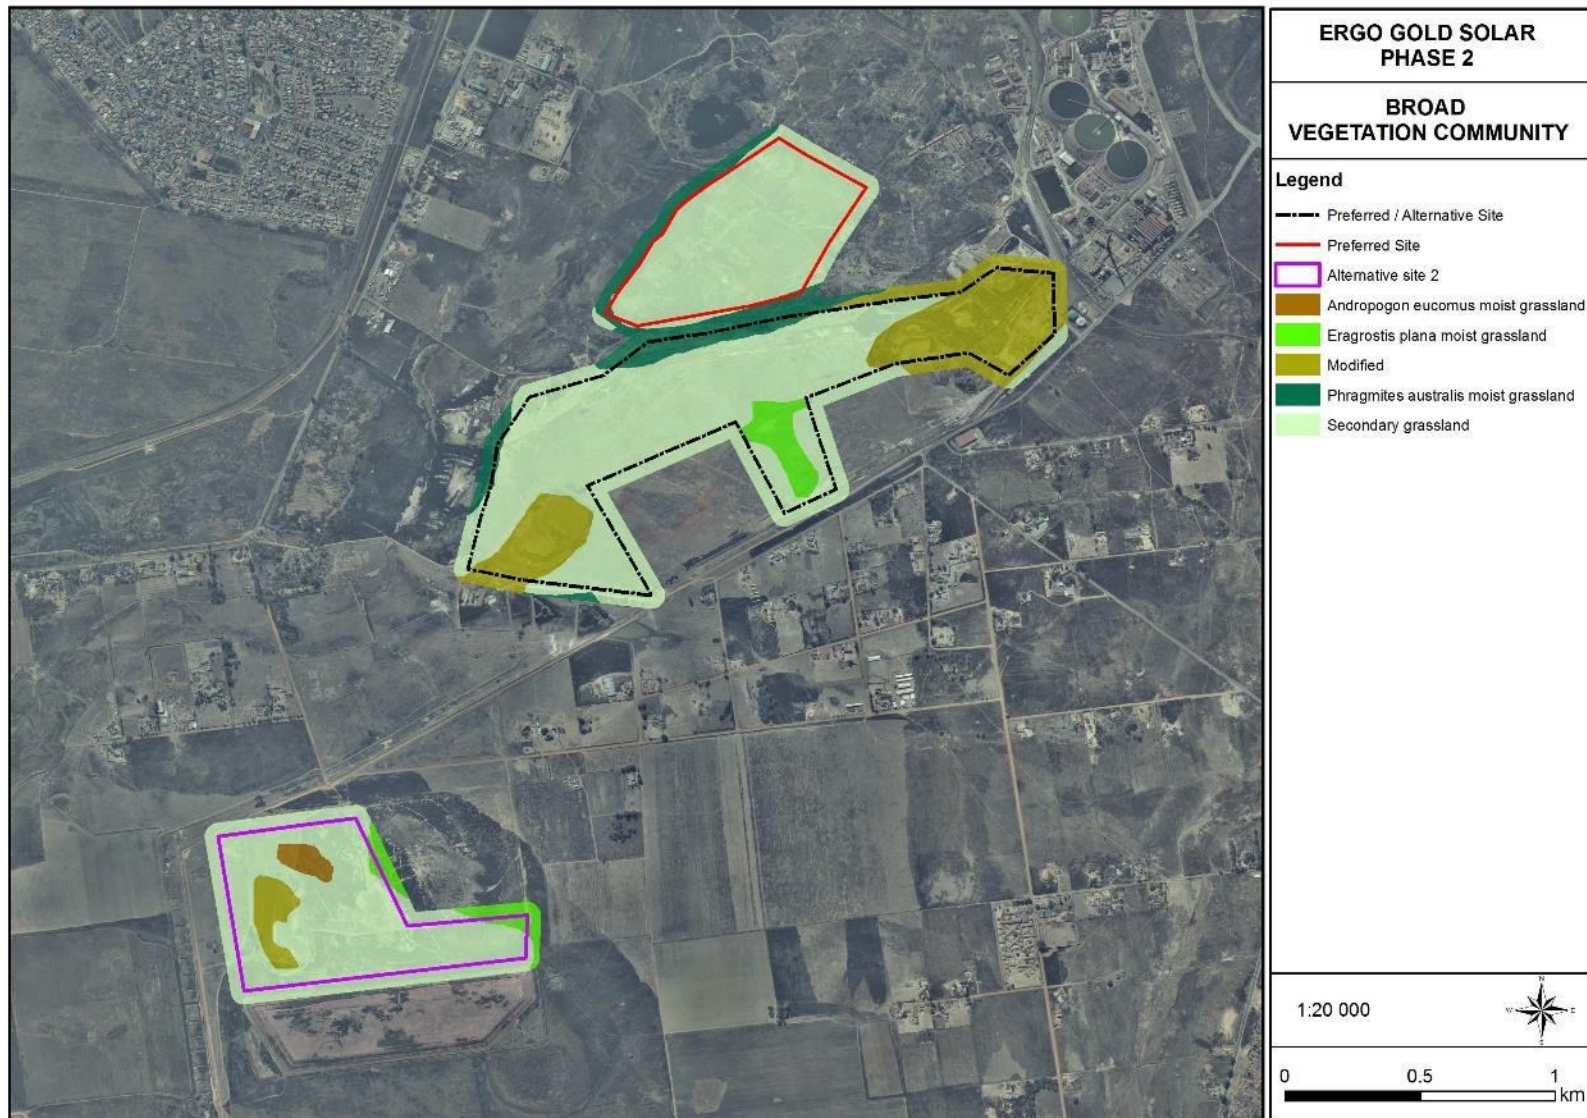 ERGO GOLD SOLAR
PHASE 2
BROAD
VEGETATION COMMUNITY
Legend
Preferred / Alternative Site
Preferred Site
Alternative site 2
Andropogon eucomus moist grassland
Eragrostis plana moist grassland
Modified
Phragmites australis moist grassland
Secondary grassland
1:20 000
N
W
E
S
0 0.5 1
km